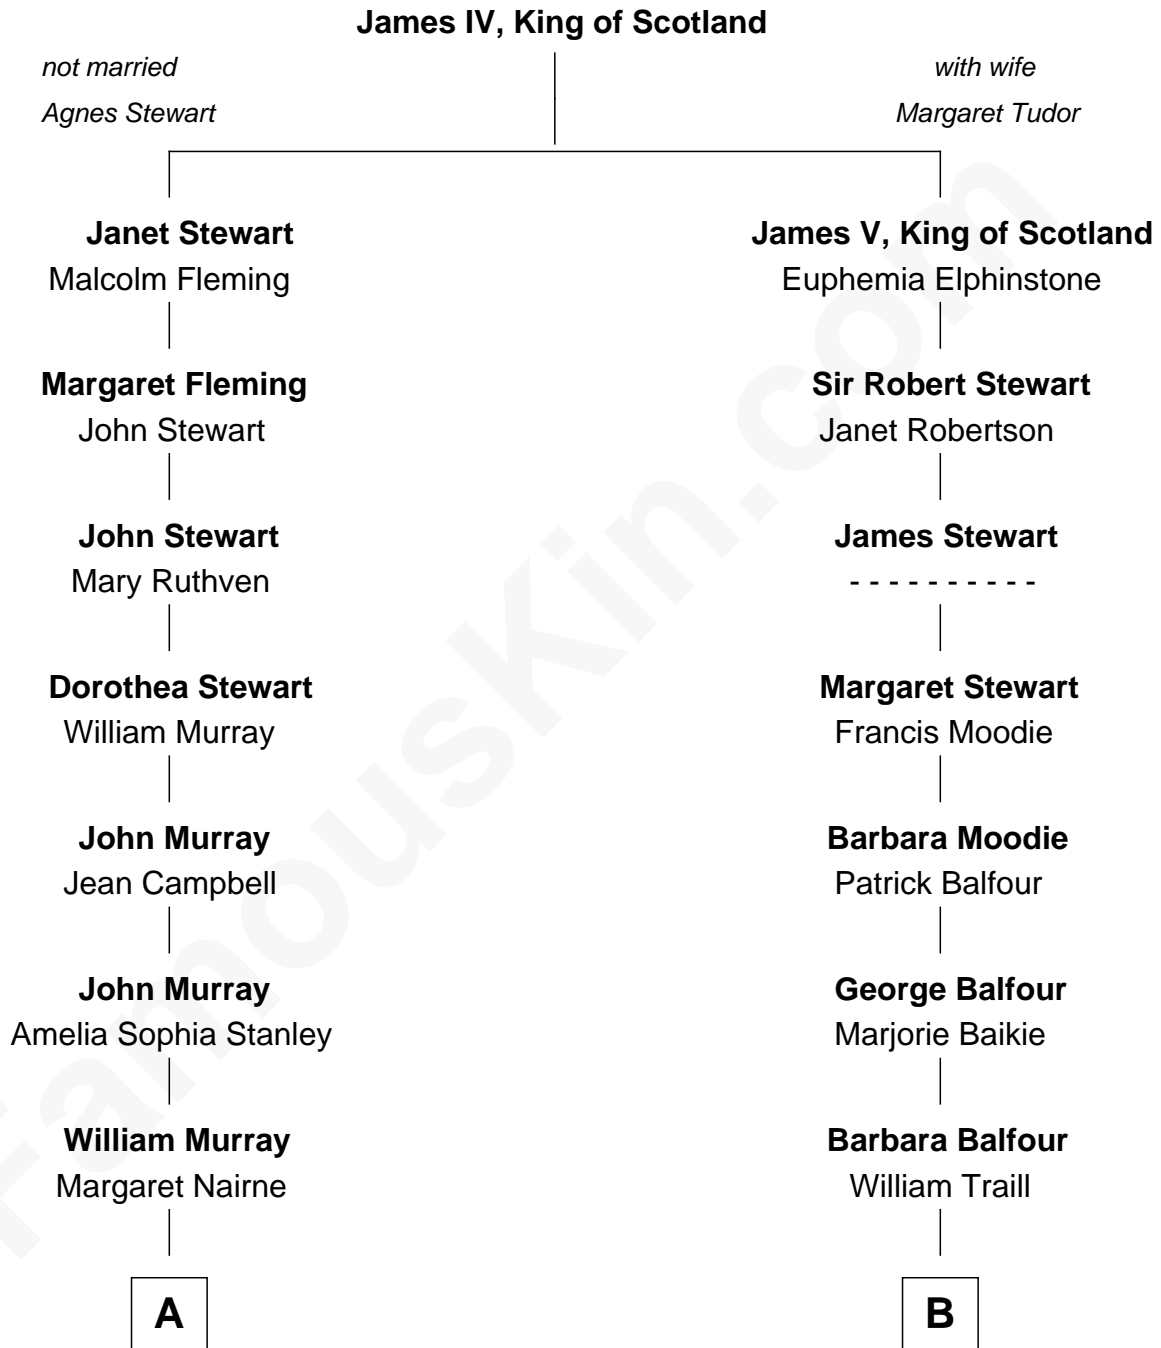 James IV, King of Scotland
not married
Agnes Stewart
with wife
Margaret Tudor
Janet Stewart
Malcolm Fleming
James V, King of Scotland
Euphemia Elphinstone
Margaret Fleming
John Stewart
Sir Robert Stewart
Janet Robertson
John Stewart
Mary Ruthven
James Stewart
- - - - - - - - - -
Dorothea Stewart
William Murray
Margaret Stewart
Francis Moodie
John Murray
Jean Campbell
Barbara Moodie
Patrick Balfour
John Murray
Amelia Sophia Stanley
George Balfour
Marjorie Baikie
William Murray
Margaret Nairne
Barbara Balfour
William Traill
A
B
FamousKin.com